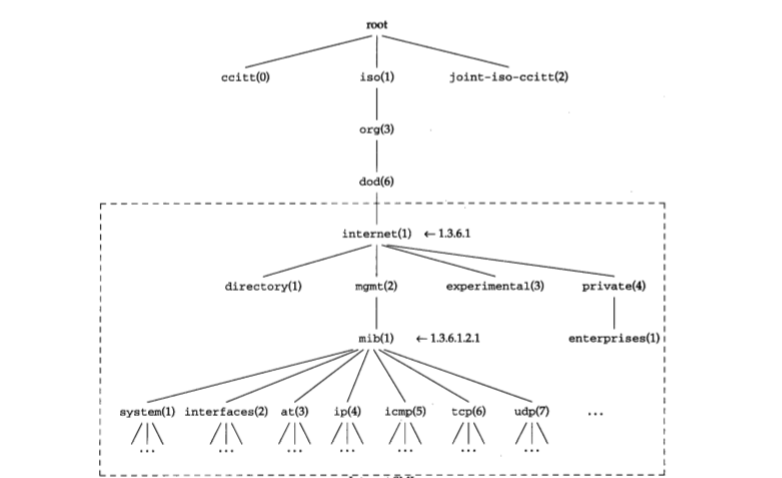 root
ccitt(0) iso(1) joint-iso-ccitt(2)
org(3)
dod(6)
internet(1) ←1.3.6.1
directory(1) mgmt(2) experimental(3) private(4)
mib(1) ←1.3.6.1.2.1 enterprises(1)
system(1) interfaces(2) at(3) ip(4) icmp(5) tcp(6) udp(7) ...
... ... ... ... ... ... ...